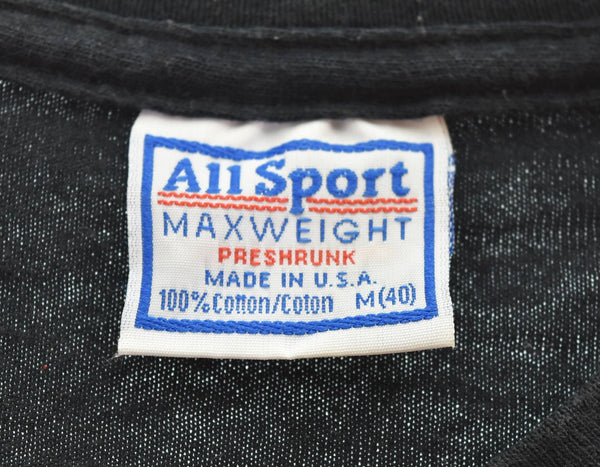 All Sport
MAXWEIGHT
PRESHRUNK
MADE IN U.S.A.
100% Cotton/Coton M(40)